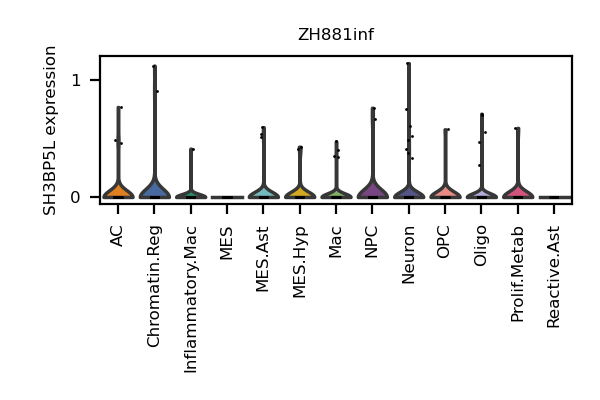 ZH881inf
SH3BP5L expression
1
0
AC
Chromatin.Reg
Inflammatory.Mac
MES
MES.Ast
MES.Hyp
Mac
NPC
Neuron
OPC
Oligo
Prolif.Metab
Reactive.Ast